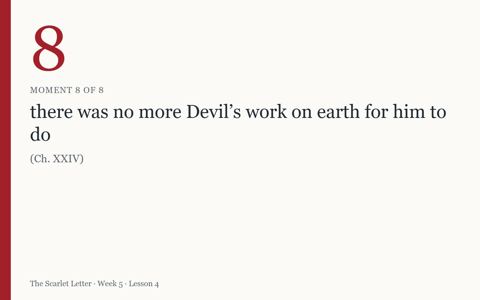 8
MOMENT 8 OF 8
there was no more Devil’s work on earth for him to
do
(Ch. XXIV)
The Scarlet Letter · Week 5 · Lesson 4